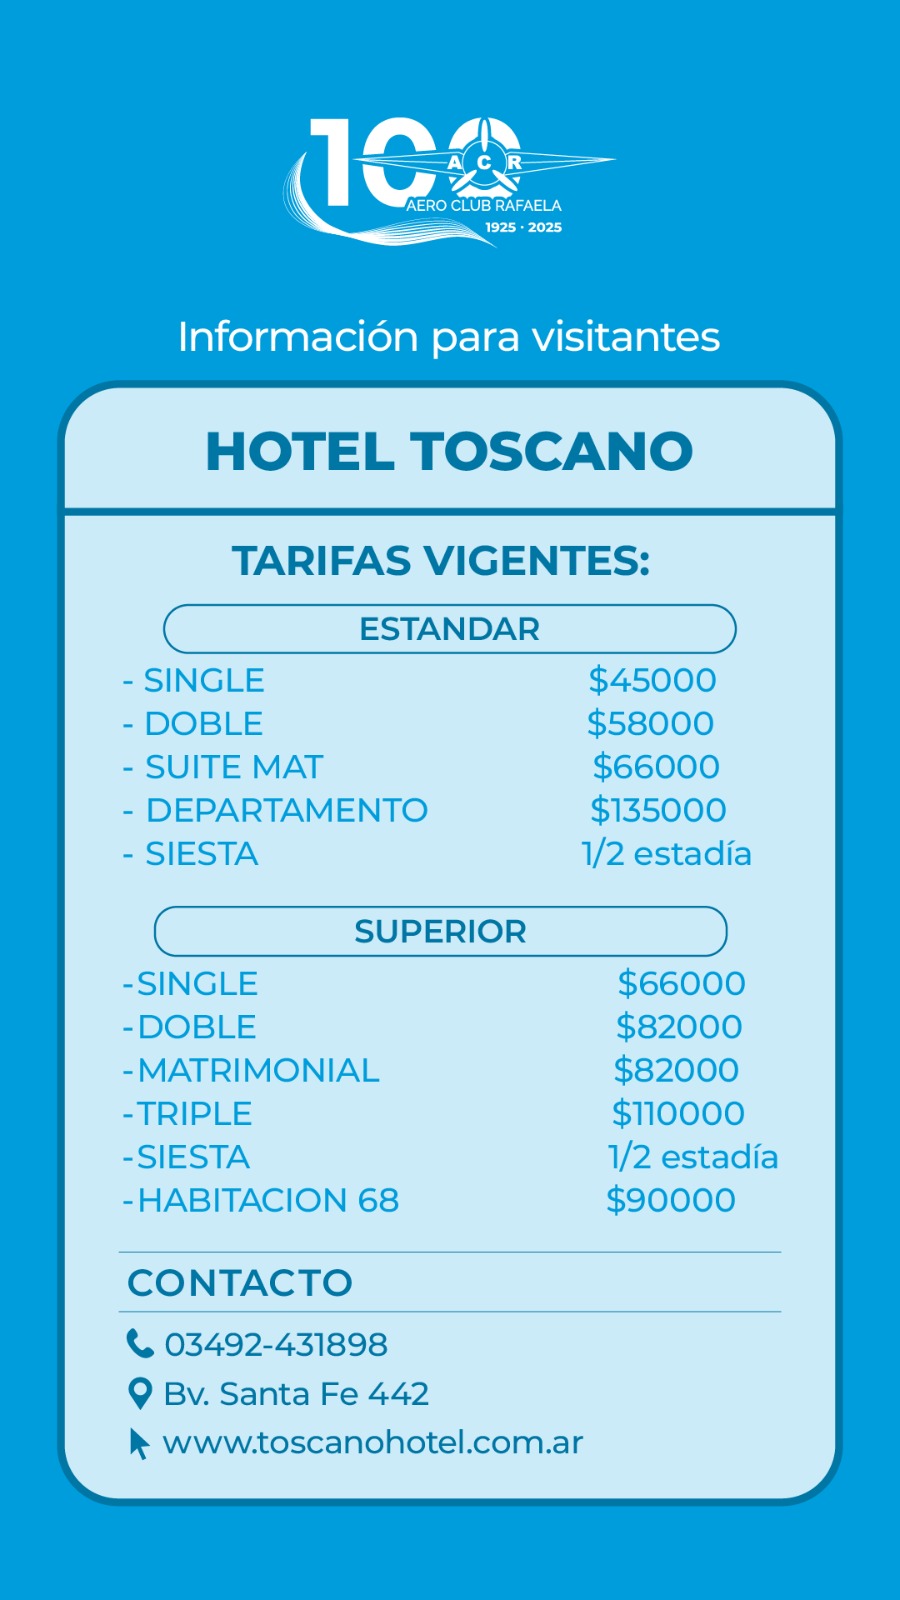 100
A C R
AERO CLUB RAFAELA
1925 · 2025
Información para visitantes
HOTEL TOSCANO
TARIFAS VIGENTES:
ESTANDAR
- SINGLE $45000
- DOBLE $58000
- SUITE MAT $66000
- DEPARTAMENTO $135000
- SIESTA 1/2 estadía
SUPERIOR
-SINGLE $66000
-DOBLE $82000
-MATRIMONIAL $82000
-TRIPLE $110000
-SIESTA 1/2 estadía
-HABITACION 68 $90000
CONTACTO
03492-431898
Bv. Santa Fe 442
www.toscanohotel.com.ar